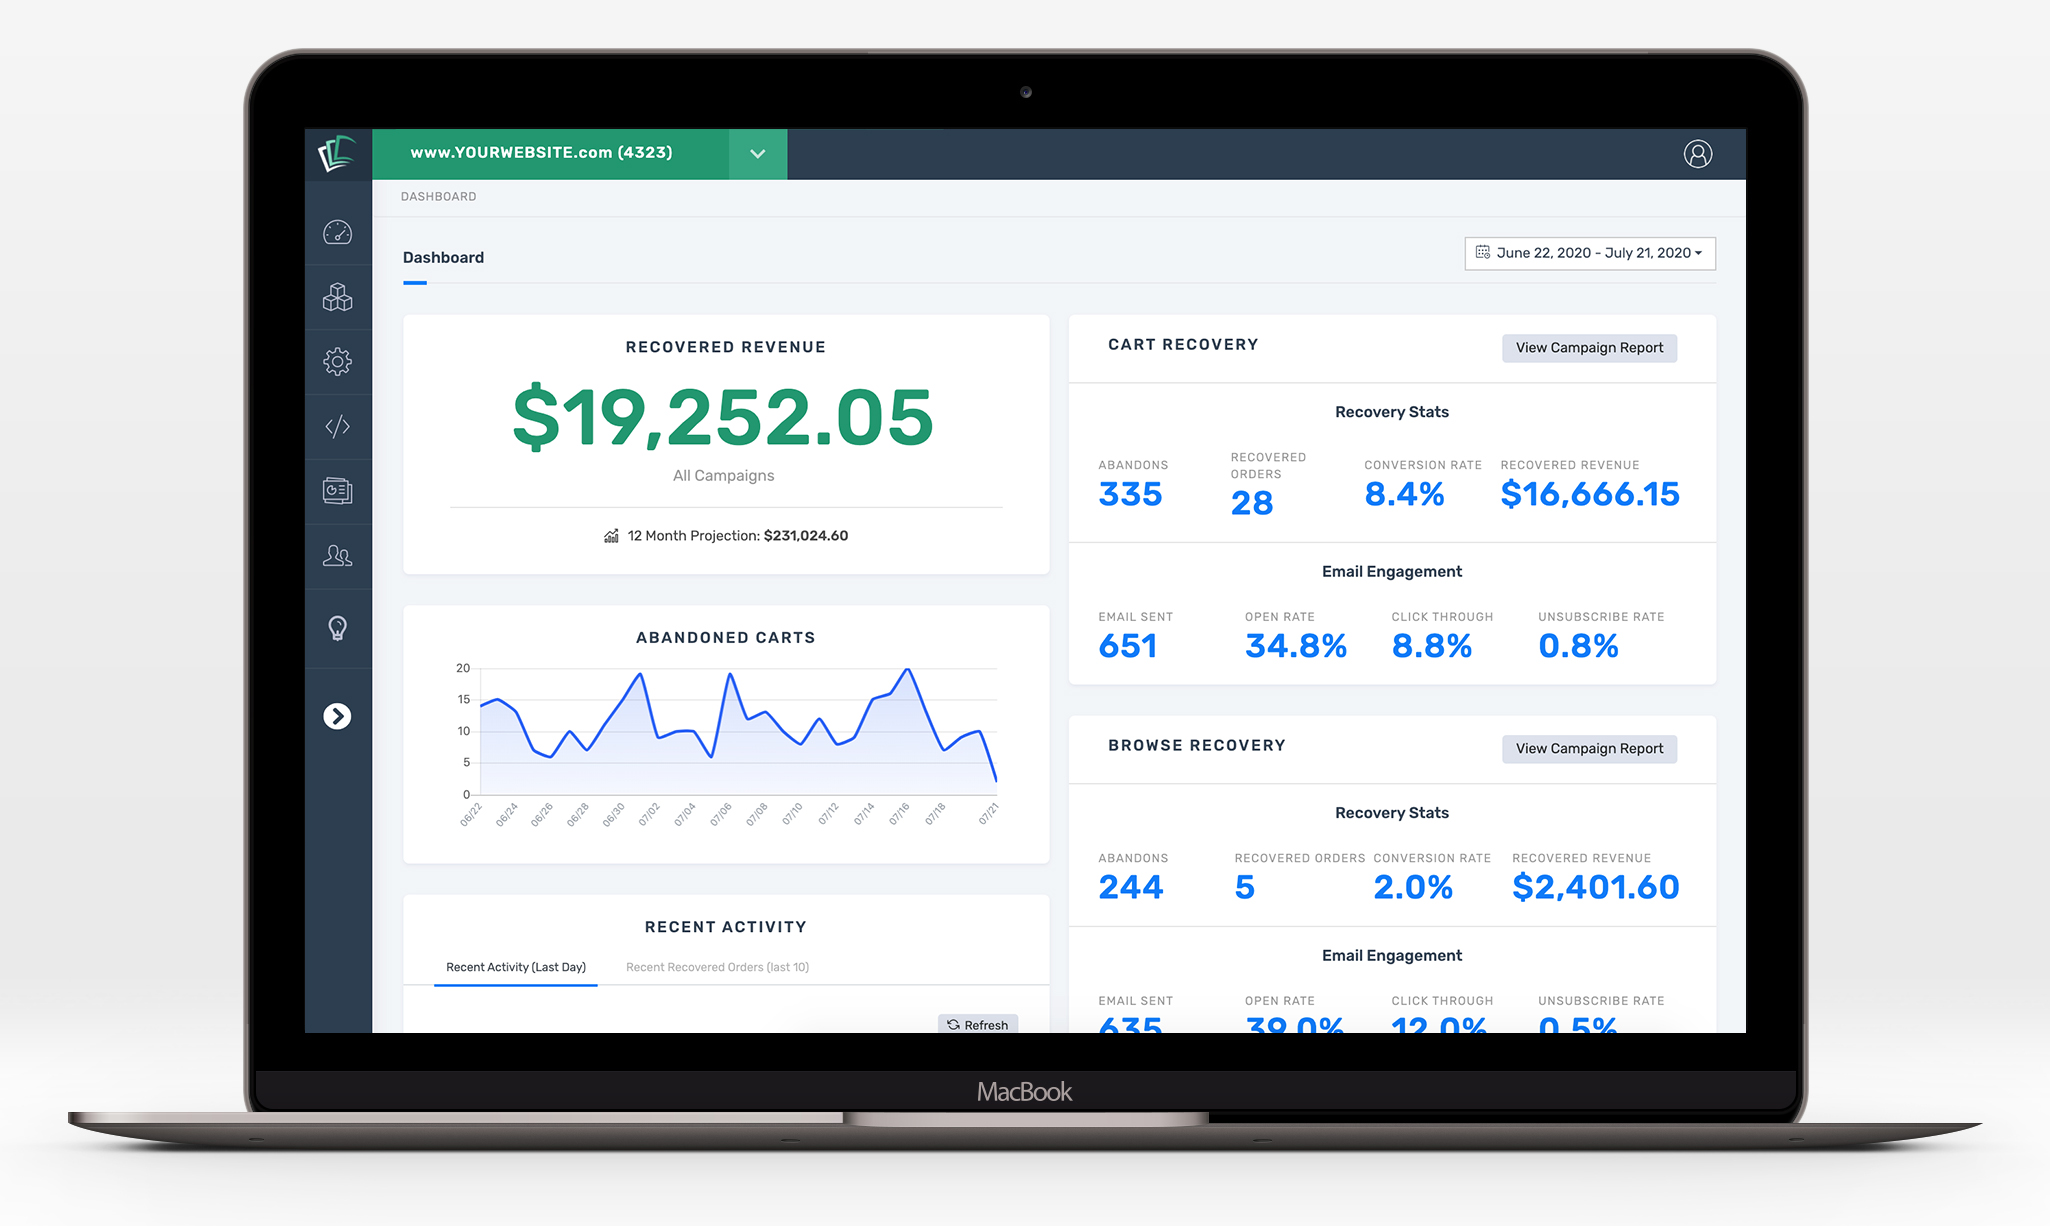 www.YOURWEBSITE.com (4323)
DASHBOARD
Dashboard
June 22, 2020 - July 21, 2020
RECOVERED REVENUE
$19,252.05
All Campaigns
12 Month Projection: $231,024.60
ABANDONED CARTS
20
15
10
5
0
06/22 06/24 06/26 06/28 06/30 07/02 07/04 07/06 07/08 07/10 07/12 07/14 07/16 07/18 07/21
RECENT ACTIVITY
Recent Activity (Last Day) Recent Recovered Orders (last 10)
Refresh
CART RECOVERY
View Campaign Report
Recovery Stats
ABANDONS RECOVERED ORDERS CONVERSION RATE RECOVERED REVENUE
335 28 8.4% $16,666.15
Email Engagement
EMAIL SENT OPEN RATE CLICK THROUGH UNSUBSCRIBE RATE
651 34.8% 8.8% 0.8%
BROWSE RECOVERY
View Campaign Report
Recovery Stats
ABANDONS RECOVERED ORDERS CONVERSION RATE RECOVERED REVENUE
244 5 2.0% $2,401.60
Email Engagement
EMAIL SENT OPEN RATE CLICK THROUGH UNSUBSCRIBE RATE
635 39.0% 12.0% 0.5%
MacBook